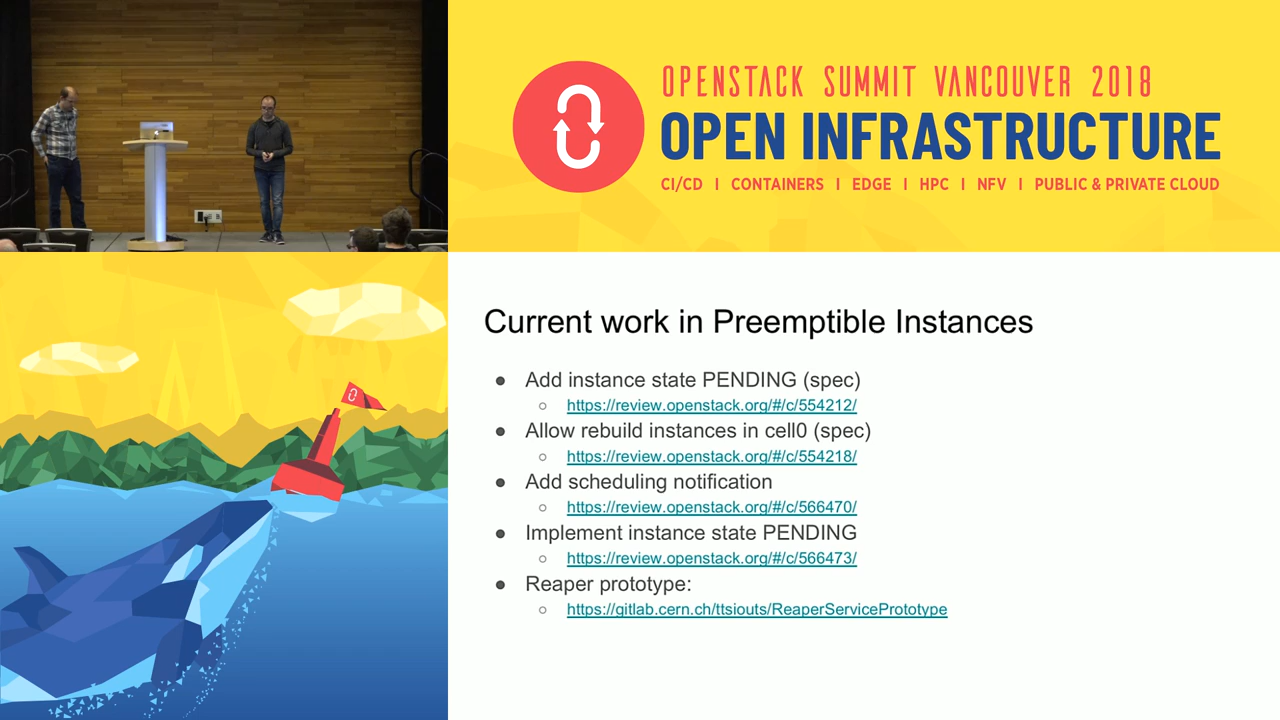 OPENSTACK SUMMIT VANCOUVER 2018
OPEN INFRASTRUCTURE
CI/CD | CONTAINERS | EDGE | HPC | NFV | PUBLIC & PRIVATE CLOUD
Current work in Preemptible Instances
● Add instance state PENDING (spec)
○ https://review.openstack.org/#/c/554212/
● Allow rebuild instances in cell0 (spec)
○ https://review.openstack.org/#/c/554218/
● Add scheduling notification
○ https://review.openstack.org/#/c/566470/
● Implement instance state PENDING
○ https://review.openstack.org/#/c/566473/
● Reaper prototype:
○ https://gitlab.cern.ch/ttsiouts/ReaperServicePrototype